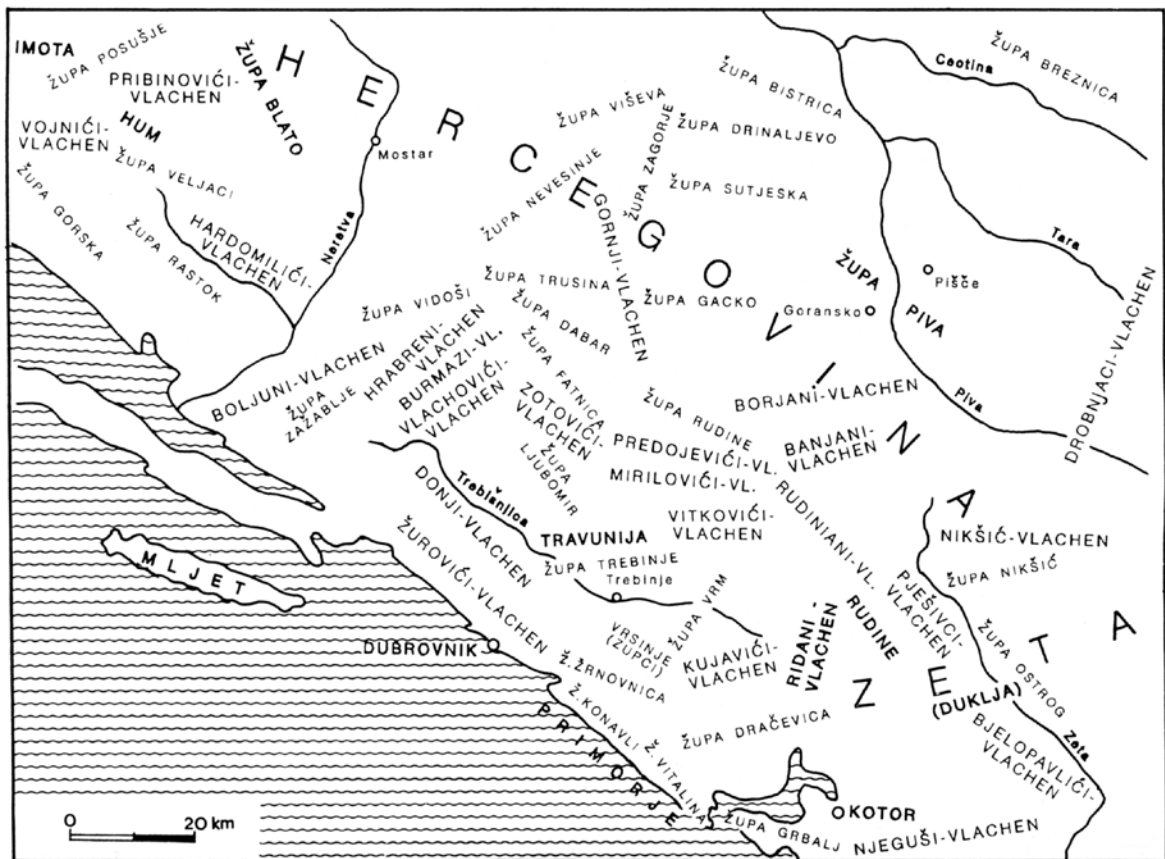 IMOTA
ŽUPA POSUŠJE
PRIBINOVIĆI-
VLACHEN
ŽUPA BLATO
VOJNIĆI-
VLACHEN
HUM
ŽUPA VELJACI
ŽUPA GORSKA
ŽUPA RASTOK
HARDOMILIĆI-
VLACHEN
Mostar
Neretva
HERCEGOVINA
ŽUPA VIŠEVA
ŽUPA NEVESINJE
ŽUPA ZAGORJE
ŽUPA BISTRICA
ŽUPA DRINALJEVO
ŽUPA SUTJESKA
Ceotina
ŽUPA BREZNICA
Tara
GORNJI-VLACHEN
ŽUPA TRUSINA
ŽUPA VIDOŠI
ŽUPA DABAR
ŽUPA GACKO
ŽUPA
PIVA
Goransko
Pišče
Piva
DROBNJACI-VLACHEN
BOLJUNI-VLACHEN
ŽUPA
ZAŽABLJE
HRABRENI-
VLACHEN
BURMAZI-VL.
VLACHOVIĆI-
VLACHEN
ŽUPA FATNICA
ZOTOVIĆI-
VLACHEN
ŽUPA
LJUBOMIR
ŽUPA RUDINE
BORJANI-VLACHEN
PREDOJEVIĆI-VL.
BANJANI-
VLACHEN
MIRILOVIĆI-VL.
RUDINIANI-VL.
VITKOVIĆI-
VLACHEN
Trebišnjica
DONJI-VLACHEN
ŽUROVIĆI-VLACHEN
TRAVUNIJA
ŽUPA TREBINJE
Trebinje
ŽUPA VRM
VRSINJE
(ZUPCI)
KUJAVIĆI-
VLACHEN
RIDANI-
VLACHEN
RUDINE
PJEŠIVCI-
VLACHEN
NIKŠIĆ-VLACHEN
ŽUPA NIKŠIĆ
ŽUPA OSTROG
ZETA
(DUKLJA)
Zeta
BJELOPAVLIĆI-
VLACHEN
MLJET
DUBROVNIK
Ž. ŽRNOVNICA
Ž. KONAVLI
Ž. VITALINA
PRIMORJE
ŽUPA DRAČEVICA
KOTOR
ŽUPA GRBALJ
NJEGUŠI-VLACHEN
0 20 km